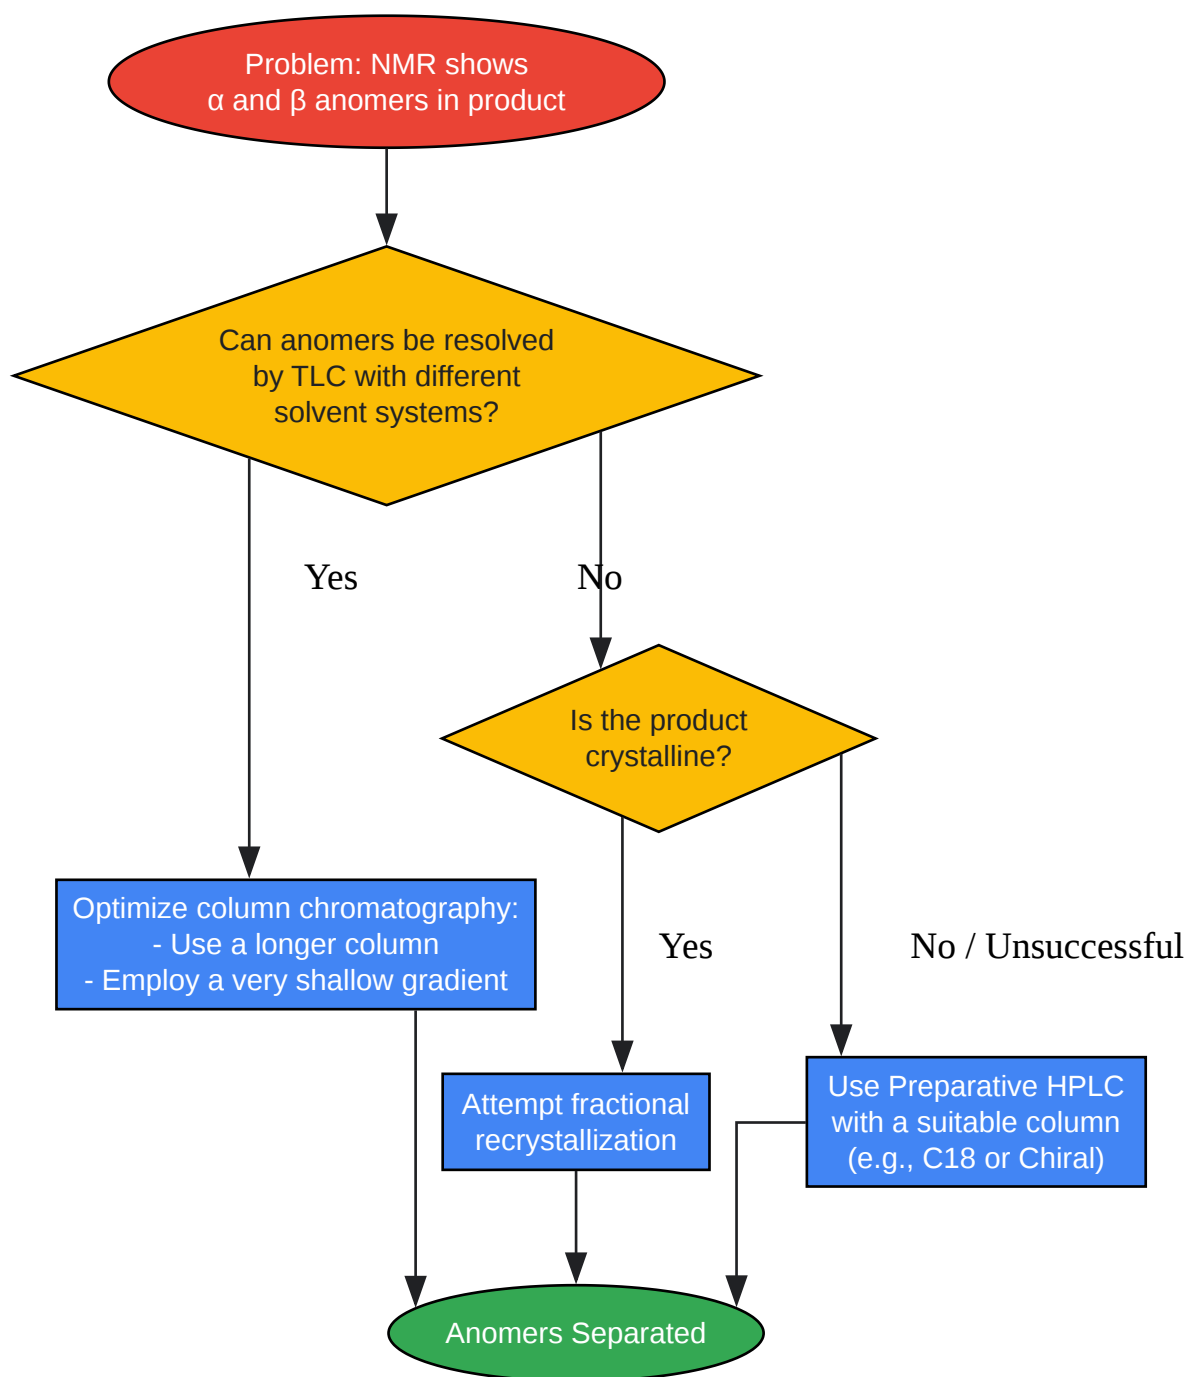 Problem: NMR shows
α and β anomers in product
Can anomers be resolved
by TLC with different
solvent systems?
Yes
No
Is the product
crystalline?
Optimize column chromatography:
- Use a longer column
- Employ a very shallow gradient
Yes
No / Unsuccessful
Attempt fractional
recrystallization
Use Preparative HPLC
with a suitable column
(e.g., C18 or Chiral)
Anomers Separated